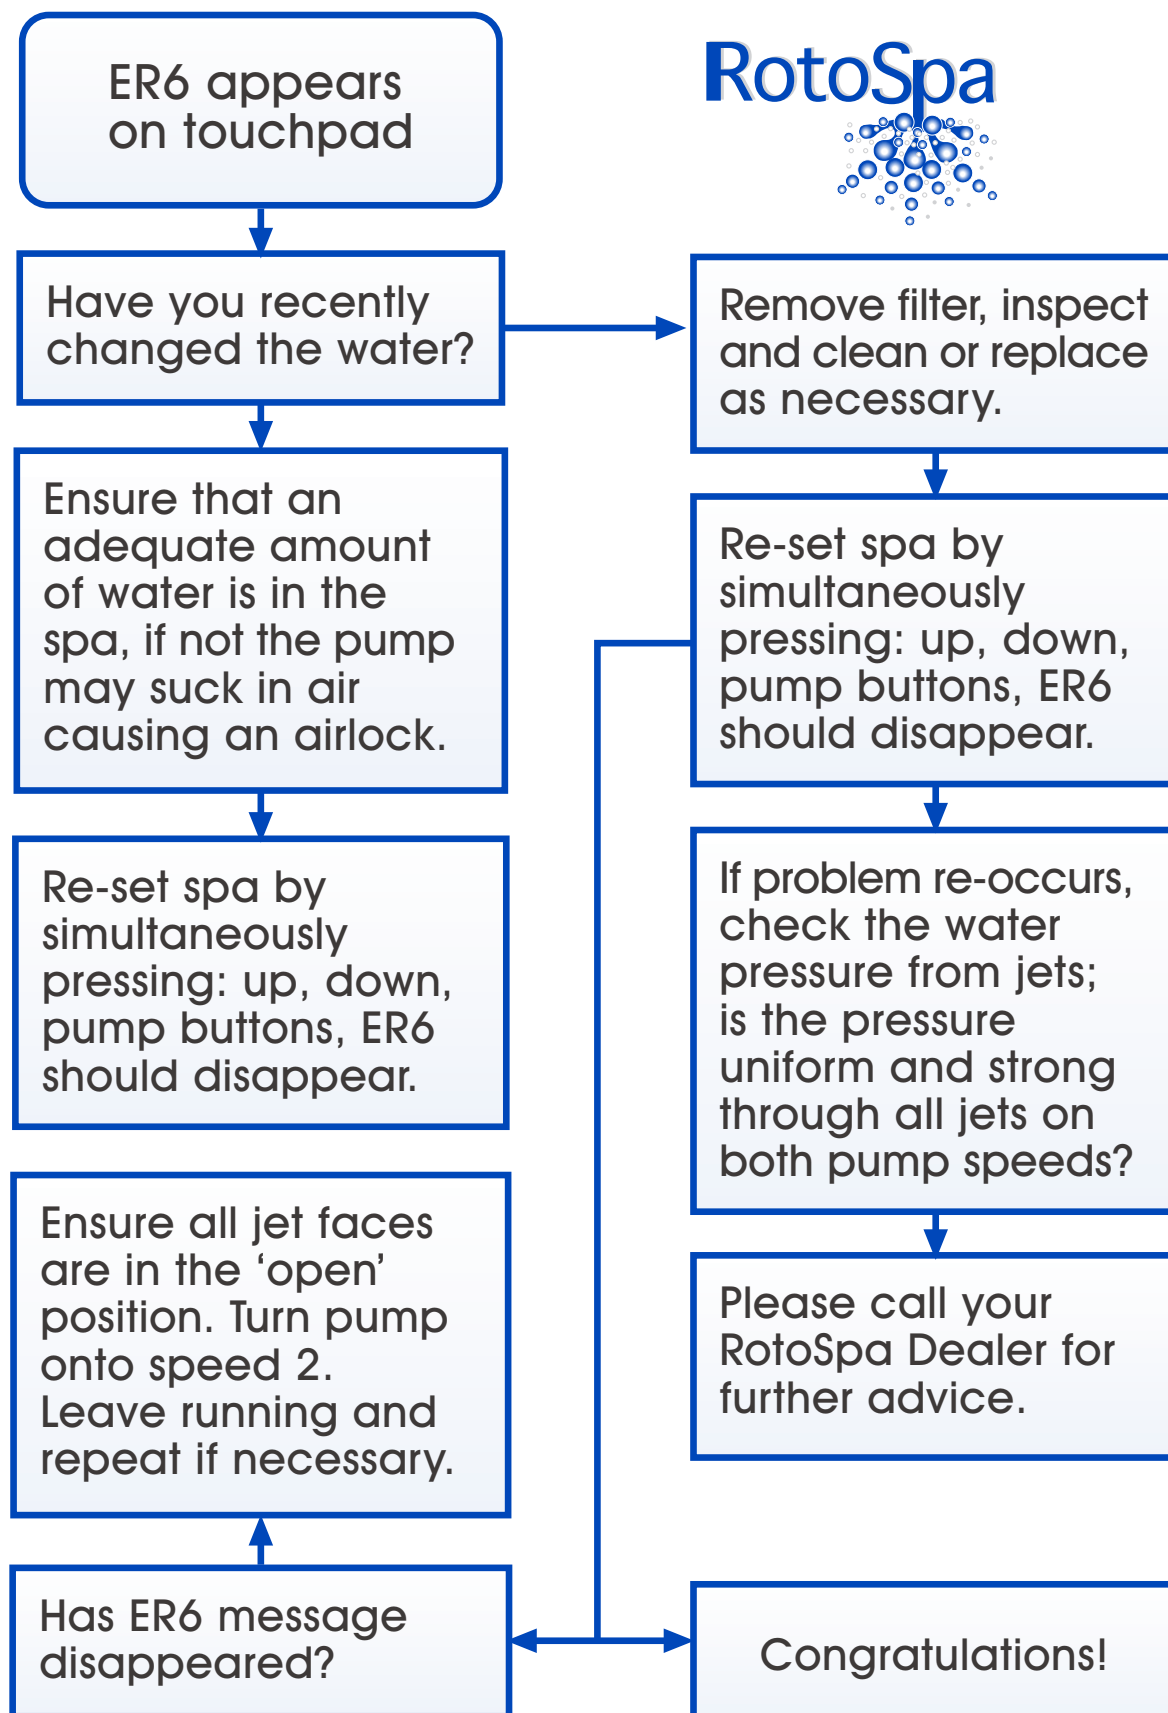 ER6 appears
on touchpad
RotoSpa
Have you recently
changed the water?
Remove filter, inspect
and clean or replace
as necessary.
Ensure that an
adequate amount
of water is in the
spa, if not the pump
may suck in air
causing an airlock.
Re-set spa by
simultaneously
pressing: up, down,
pump buttons, ER6
should disappear.
Re-set spa by
simultaneously
pressing: up, down,
pump buttons, ER6
should disappear.
If problem re-occurs,
check the water
pressure from jets;
is the pressure
uniform and strong
through all jets on
both pump speeds?
Ensure all jet faces
are in the ‘open’
position. Turn pump
onto speed 2.
Leave running and
repeat if necessary.
Please call your
RotoSpa Dealer for
further advice.
Has ER6 message
disappeared?
Congratulations!